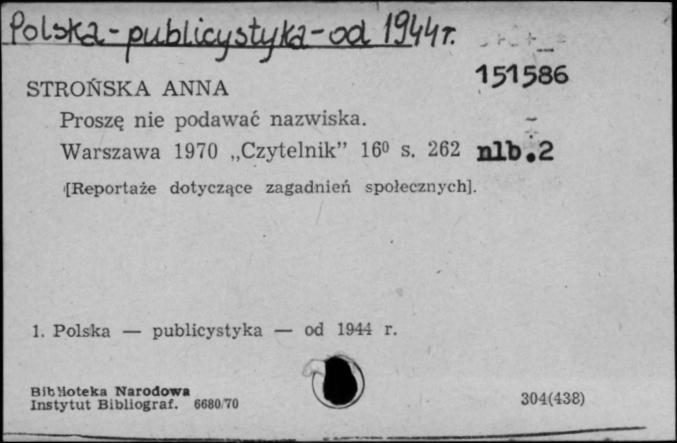 Polska - publicystyka - od 1944 r.
151586
STROŃSKA ANNA
Proszę nie podawać nazwiska.
Warszawa 1970 „Czytelnik” 16⁰ s. 262 nlb.2
[Reportaże dotyczące zagadnień społecznych].
1. Polska — publicystyka — od 1944 r.
Biblioteka Narodowa
Instytut Bibliograf. 6680/70
304(438)